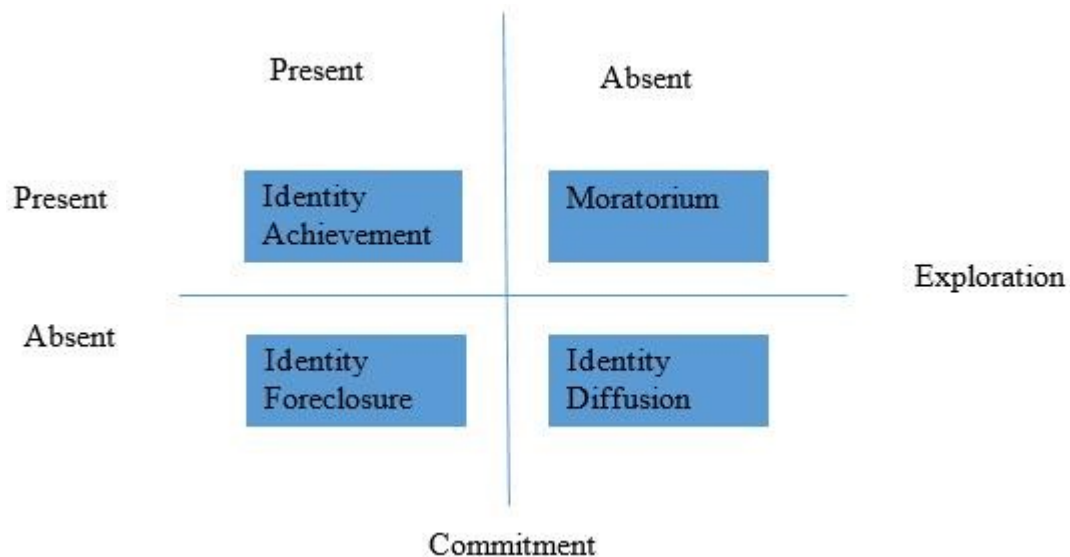 Present
Absent
Present
Identity
Achievement
Moratorium
Exploration
Absent
Identity
Foreclosure
Identity
Diffusion
Commitment